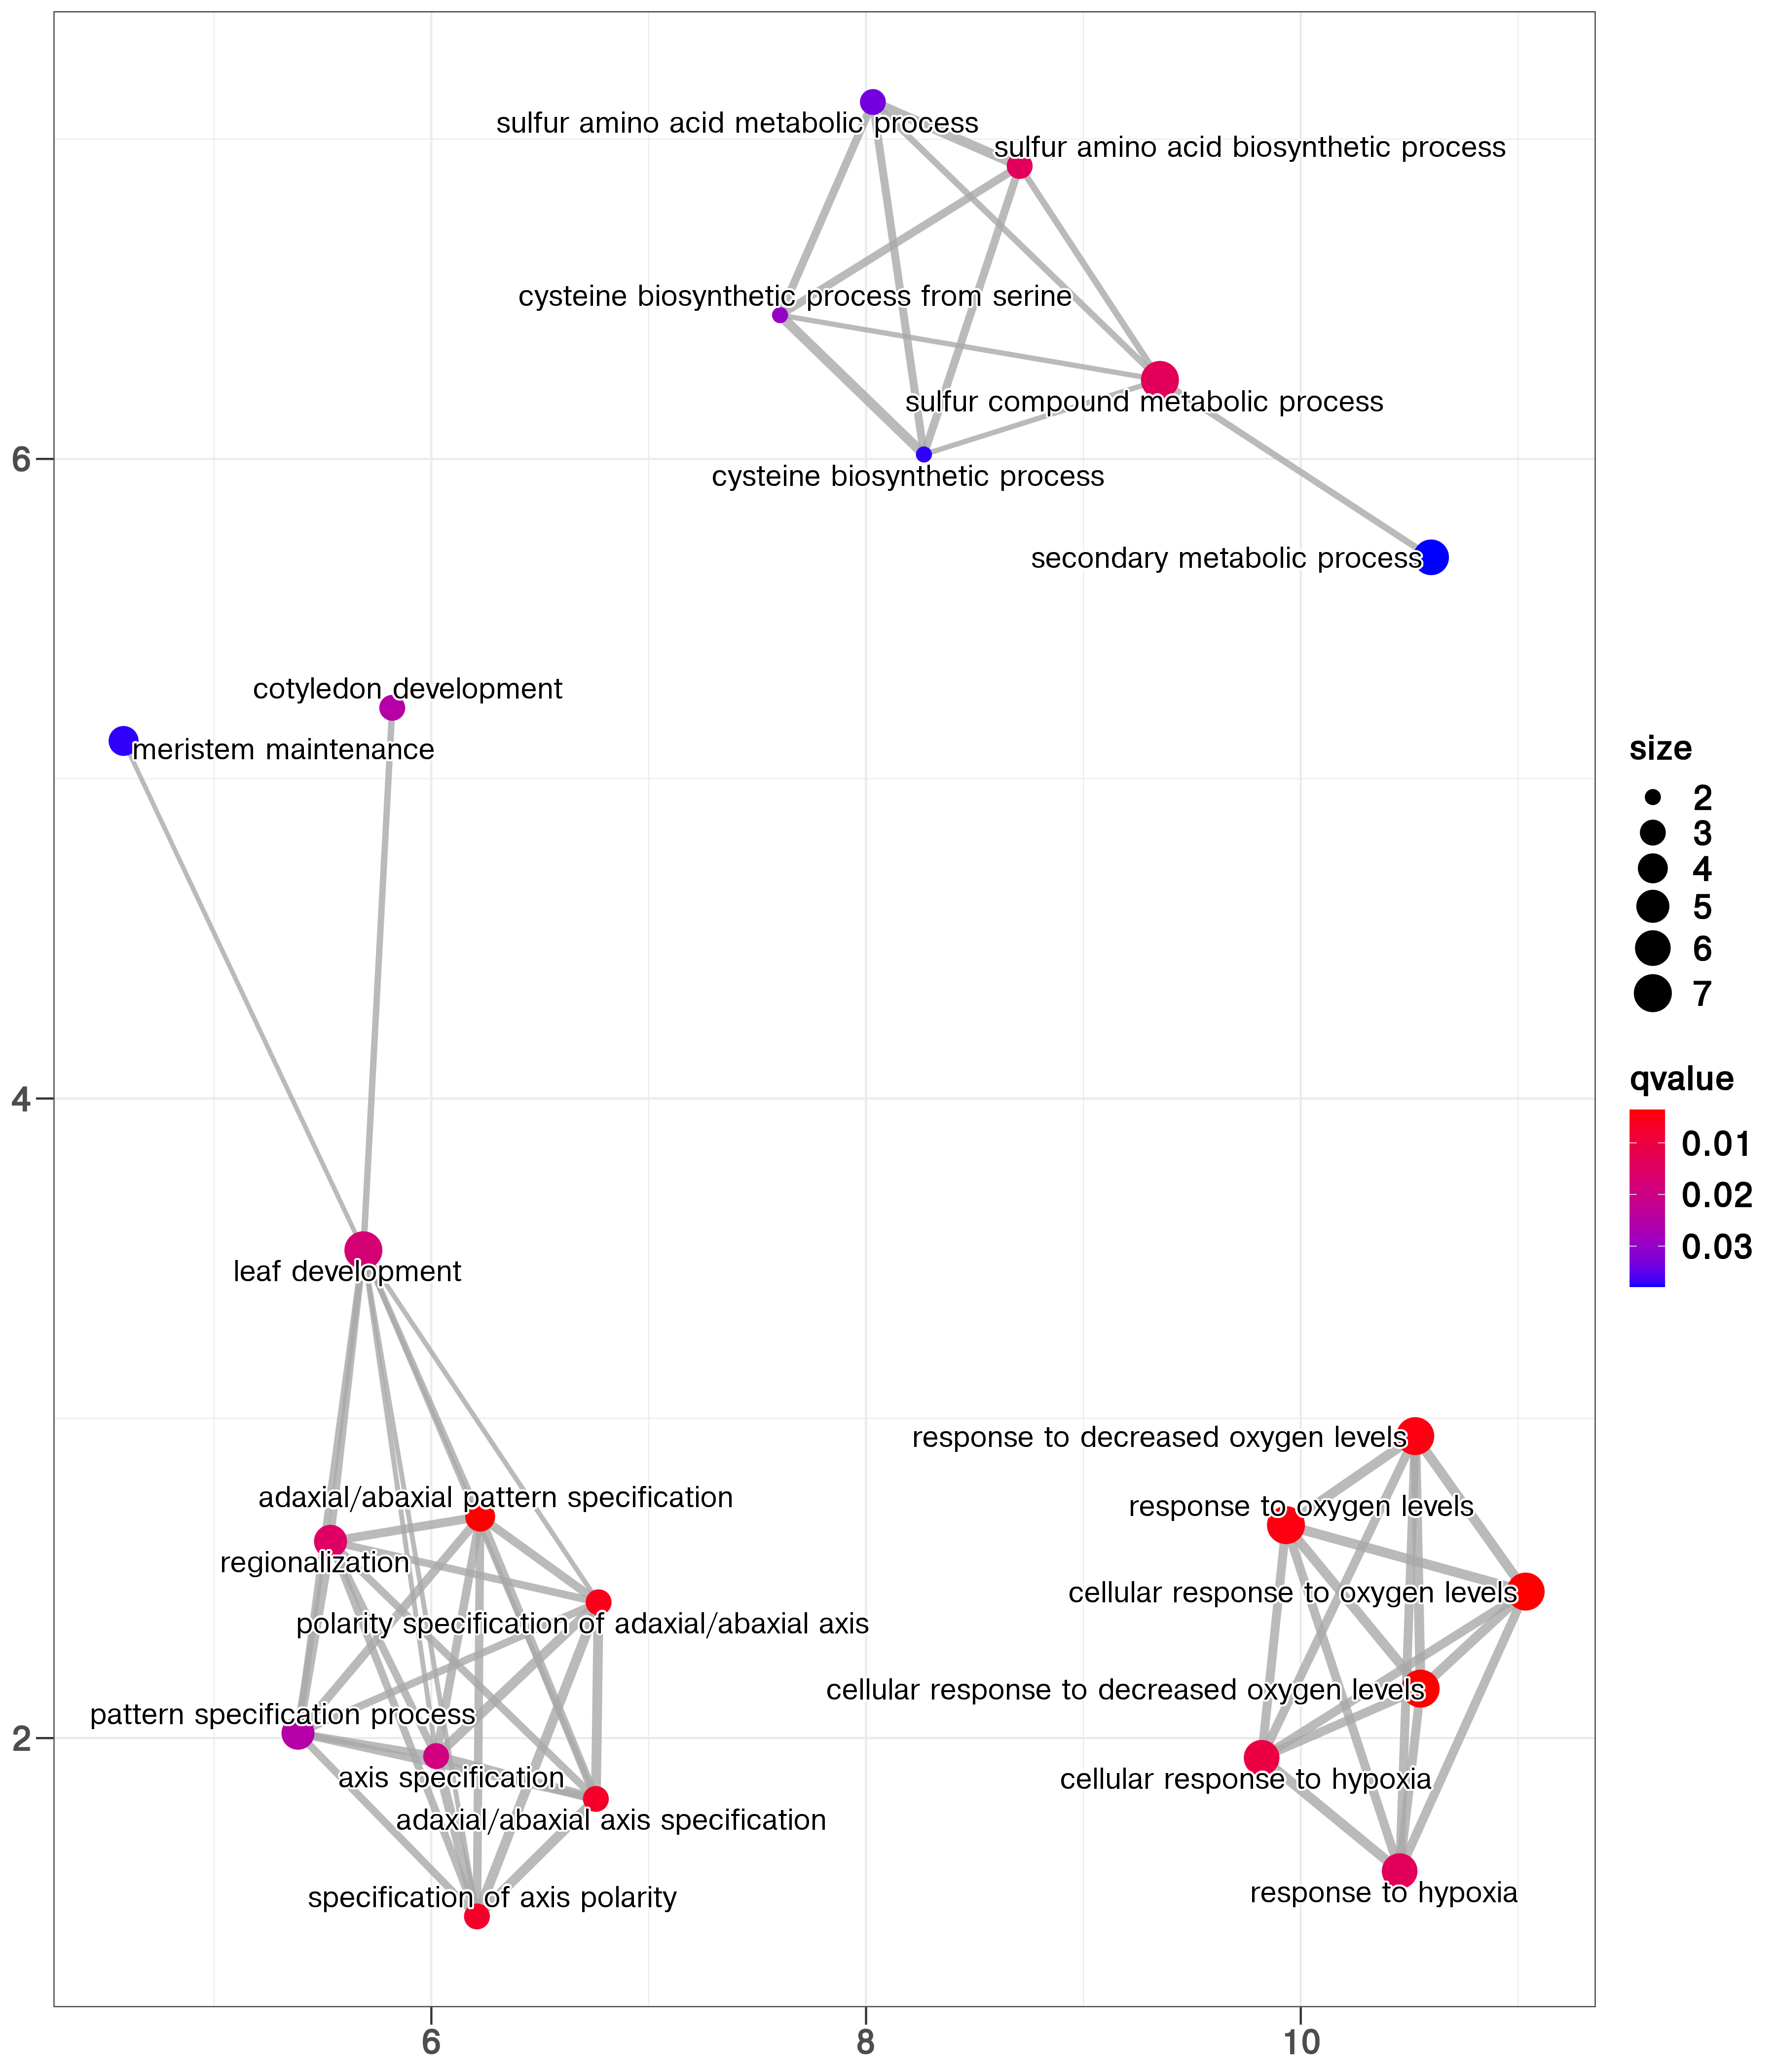 sulfur amino acid metabolic process
sulfur amino acid biosynthetic process
cysteine biosynthetic process from serine
sulfur compound metabolic process
cysteine biosynthetic process
secondary metabolic process
cotyledon development
meristem maintenance
leaf development
response to decreased oxygen levels
adaxial/abaxial pattern specification
response to oxygen levels
regionalization
cellular response to oxygen levels
polarity specification of adaxial/abaxial axis
cellular response to decreased oxygen levels
pattern specification process
axis specification
cellular response to hypoxia
adaxial/abaxial axis specification
response to hypoxia
specification of axis polarity
6
4
2
6
8
10
size
2
3
4
5
6
7
qvalue
0.01
0.02
0.03